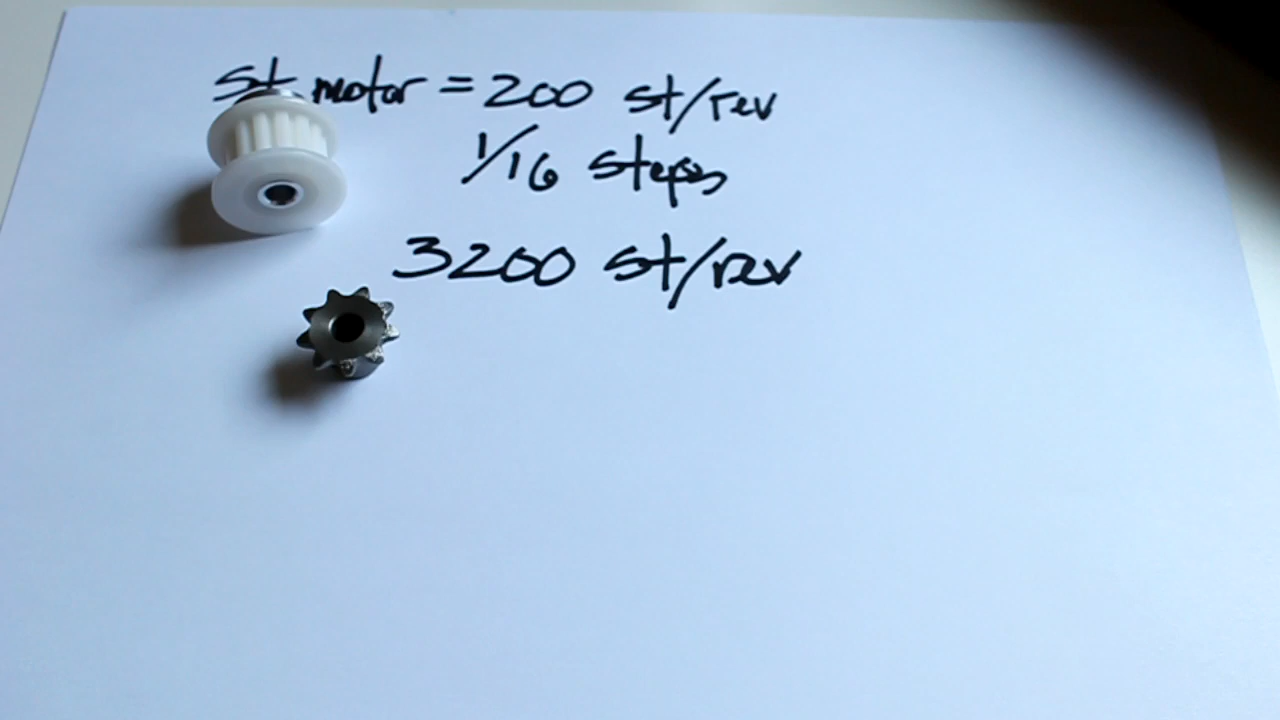 st motor = 200 st/rev
1/16 steps
3200 st/rev